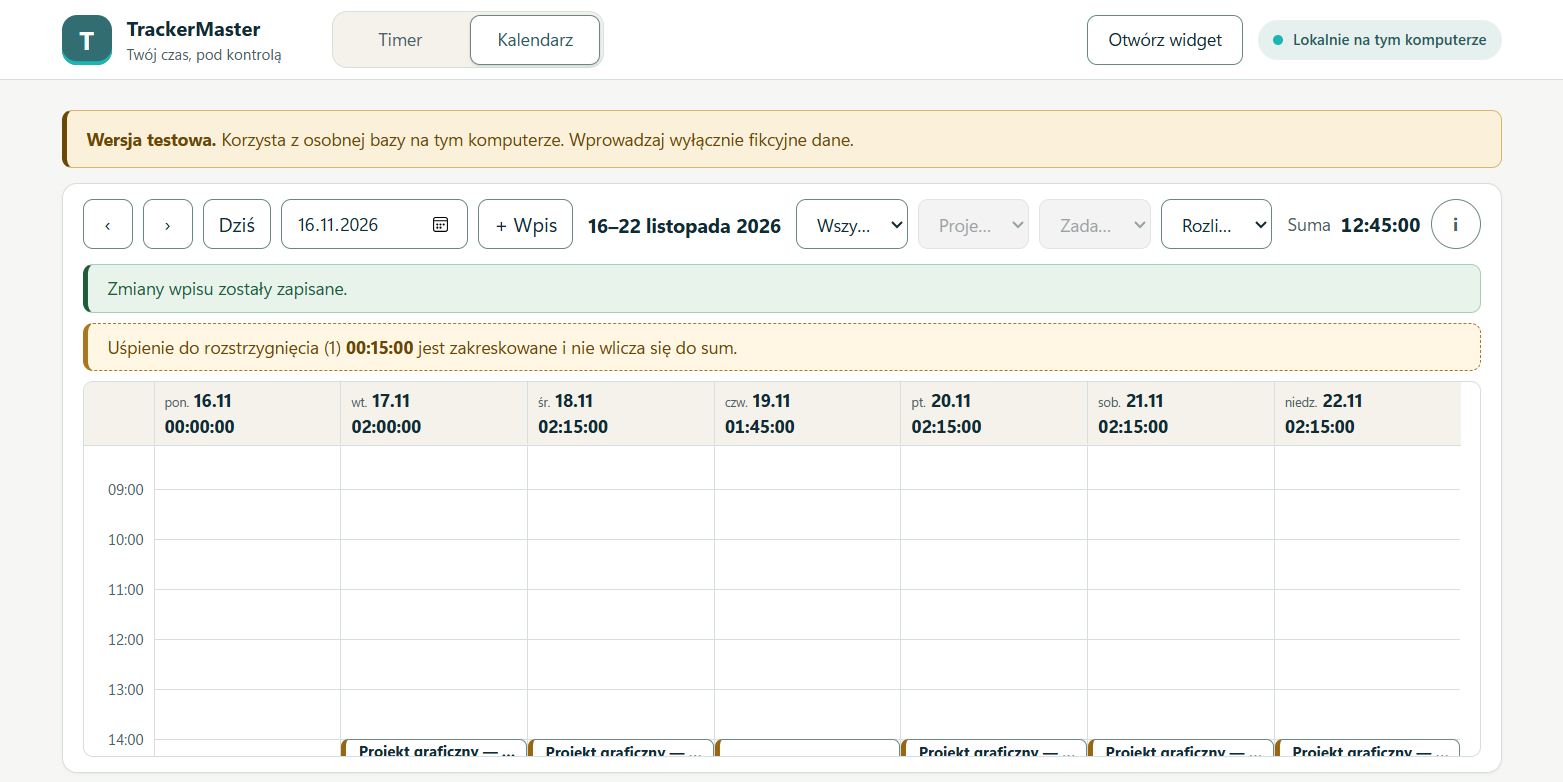 T
TrackerMaster
Twój czas, pod kontrolą
Timer
Kalendarz
Otwórz widget
Lokalnie na tym komputerze
Wersja testowa. Korzysta z osobnej bazy na tym komputerze. Wprowadzaj wyłącznie fikcyjne dane.
‹
›
Dziś
16.11.2026
+ Wpis
16–22 listopada 2026
Wszy...
Proje...
Zada...
Rozli...
Suma 12:45:00
i
Zmiany wpisu zostały zapisane.
Uśpienie do rozstrzygnięcia (1) 00:15:00 jest zakreskowane i nie wlicza się do sum.
pon. 16.11
00:00:00
wt. 17.11
02:00:00
śr. 18.11
02:15:00
czw. 19.11
01:45:00
pt. 20.11
02:15:00
sob. 21.11
02:15:00
niedz. 22.11
02:15:00
09:00
10:00
11:00
12:00
13:00
14:00
Projekt graficzny — ...
Projekt graficzny — ...
Projekt graficzny — ...
Projekt graficzny — ...
Projekt graficzny — ...